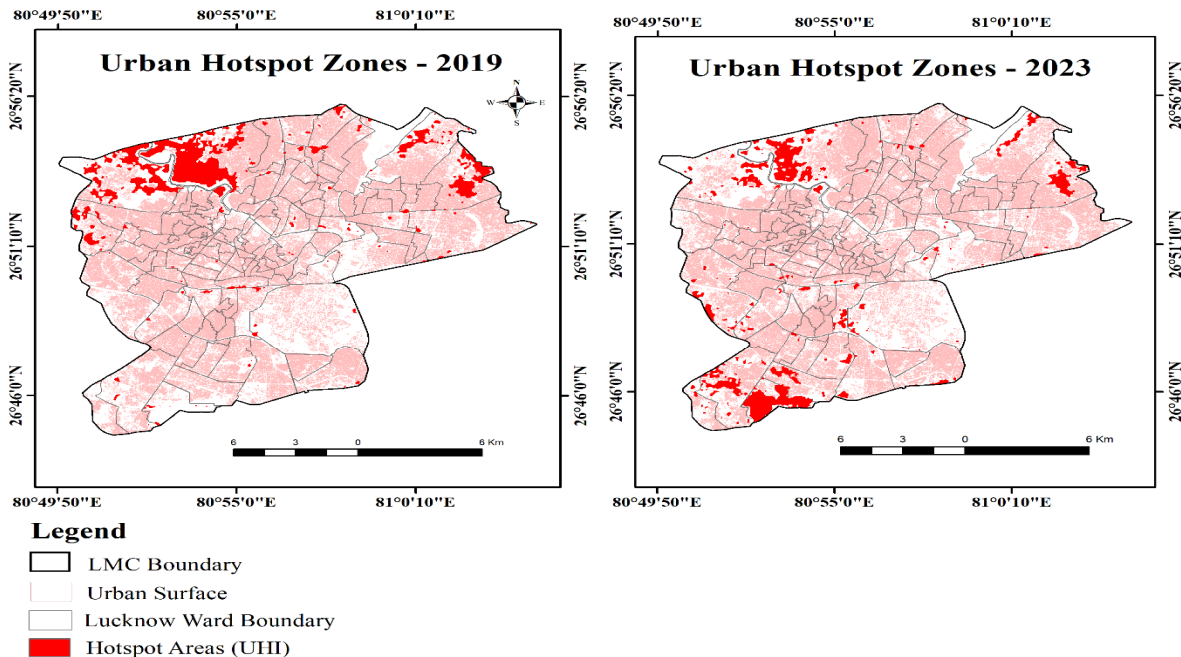 80°49'50"E 80°55'0"E 81°0'10"E
Urban Hotspot Zones - 2019
N
W E
S
26°56'20"N 26°56'20"N
26°51'10"N 26°51'10"N
26°46'0"N 26°46'0"N
6 3 0 6 Km
80°49'50"E 80°55'0"E 81°0'10"E
80°49'50"E 80°55'0"E 81°0'10"E
Urban Hotspot Zones - 2023
26°56'20"N 26°56'20"N
26°51'10"N 26°51'10"N
26°46'0"N 26°46'0"N
6 3 0 6 Km
80°49'50"E 80°55'0"E 81°0'10"E
Legend
LMC Boundary
Urban Surface
Lucknow Ward Boundary
Hotspot Areas (UHI)